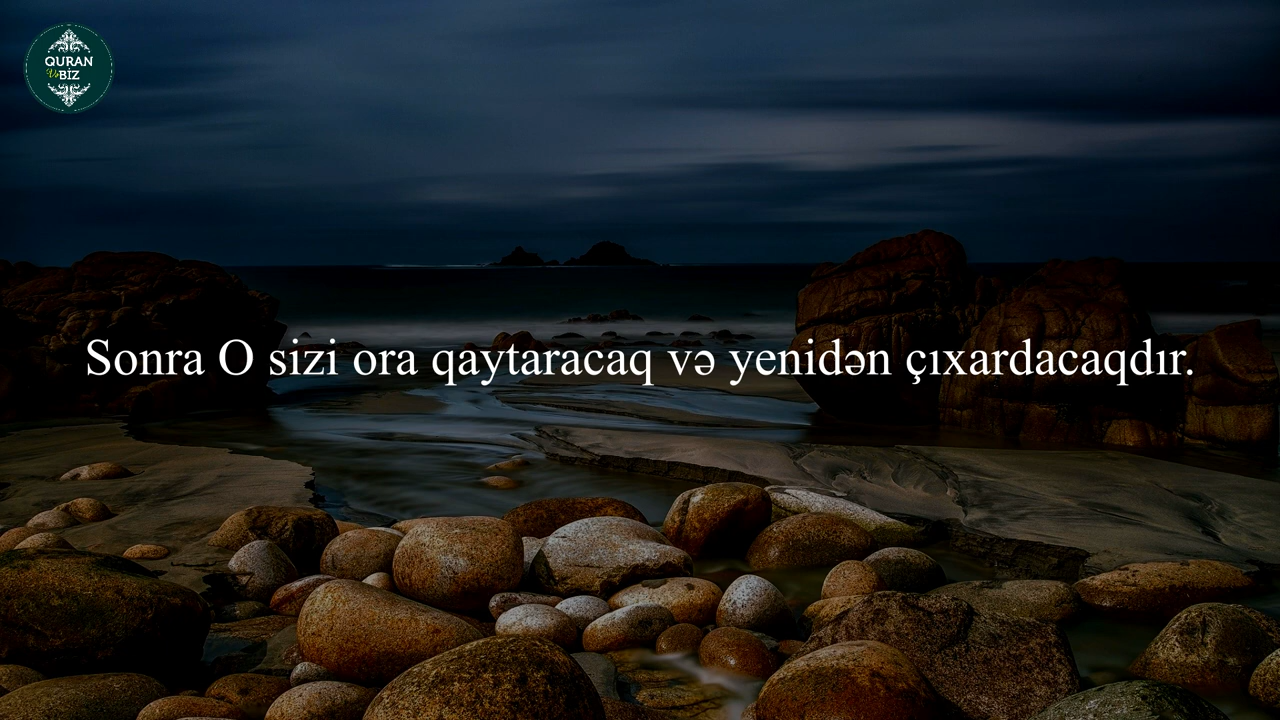 QURAN
Və BİZ
Sonra O sizi ora qaytaracaq və yenidən çıxardacaqdır.